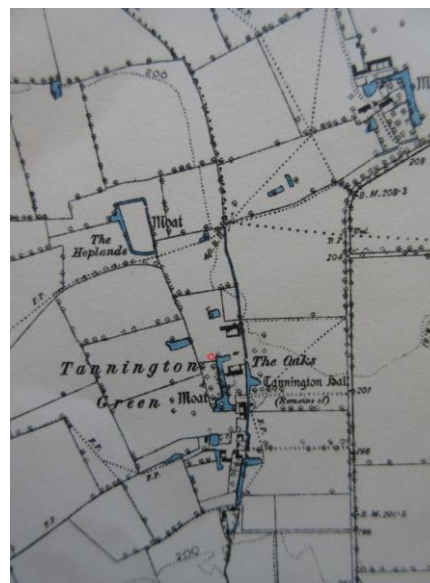 200
M
208
B.M. 208·3
B.P.
204
Moat
The
Hoplands
F.P.
Tannington
The Oaks
Green
Moat
Tannington Hall
(Remains of)
201
198
F.P.
F.P.
F.P.
B.M. 201·5
200